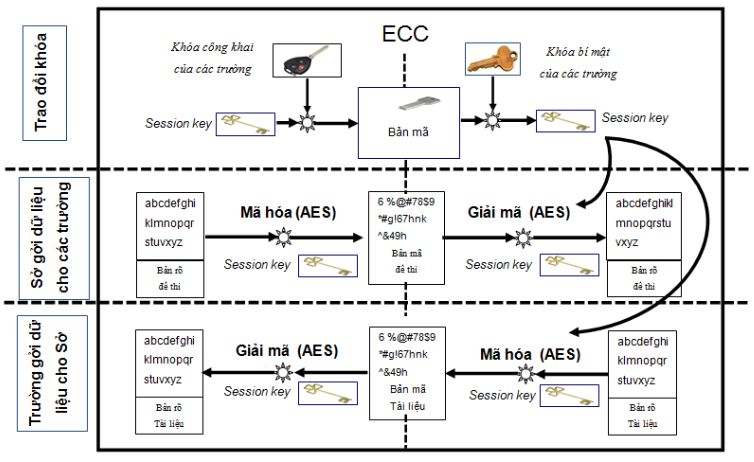 ECC
Trao đổi khóa
Khóa công khai
của các trường
Khóa bí mật
của các trường
Session key
Bản mã
Session key
Sở gởi dữ liệu
cho các trường
abcdefghi
klmnopqr
stuvxyz
Bản rõ
đề thi
Mã hóa (AES)
Session key
6 %@#78$9
*#g!67hnk
^&49h
Bản mã
đề thi
Giải mã (AES)
Session key
abcdefghikl
mnopqrstu
vxyz
Bản rõ
đề thi
Trường gởi dữ
liệu cho Sở
abcdefghi
klmnopqr
stuvxyz
Bản rõ
Tài liệu
Giải mã (AES)
Session key
6 %@#78$9
*#g!67hnk
^&49h
Bản mã
Tài liệu
Mã hóa (AES)
Session key
abcdefghi
klmnopqr
stuvxyz
Bản rõ
Tài liệu